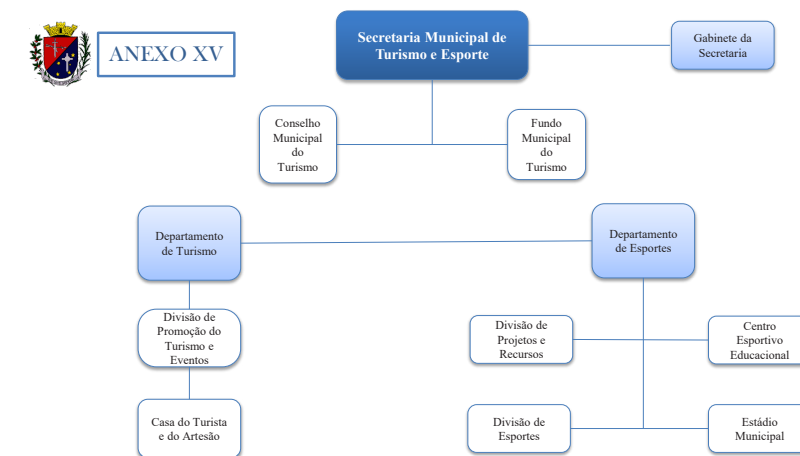 ANEXO XV
Secretaria Municipal de
Turismo e Esporte
Gabinete da
Secretaria
Conselho
Municipal
do
Turismo
Fundo
Municipal
do
Turismo
Departamento
de Turismo
Departamento
de Esportes
Divisão de
Promoção do
Turismo e
Eventos
Divisão de
Projetos e
Recursos
Centro
Esportivo
Educacional
Casa do Turista
e do Artesão
Divisão de
Esportes
Estádio
Municipal